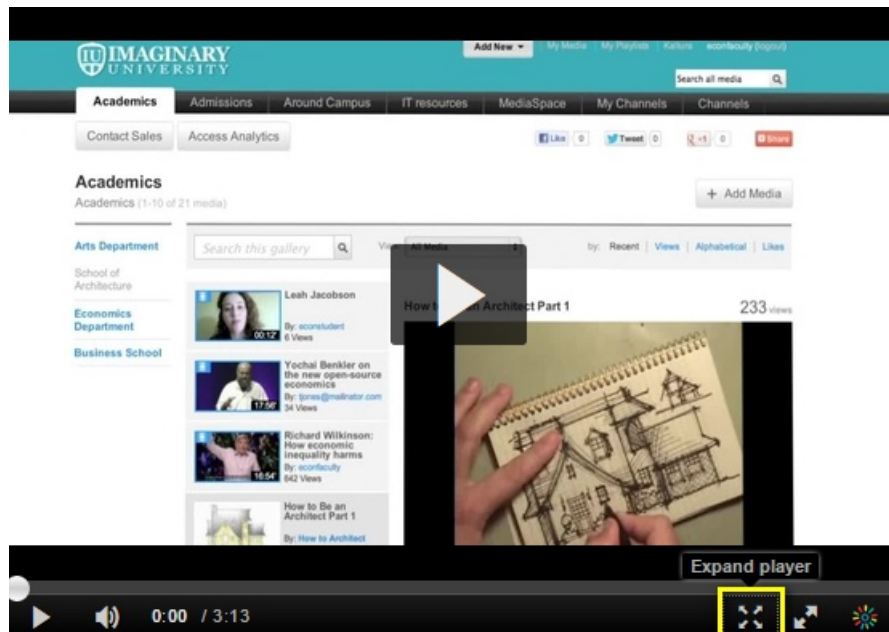 IU IMAGINARY
UNIVERSITY
Add New My Media My Playlists Kaltura econfaculty (logout)
Search all media
Academics Admissions Around Campus IT resources MediaSpace My Channels Channels
Contact Sales Access Analytics
Like 0 Tweet 0 +1 0 Share
Academics
Academics (1-10 of 21 media)
+ Add Media
Arts Department
School of
Architecture
Economics
Department
Business School
Search this gallery View All Media by: Recent | Views | Alphabetical | Likes
Leah Jacobson
By: econstudent
6 Views
00:12
Yochai Benkler on
the new open-source
economics
By: tjones@mailinator.com
34 Views
17:56
Richard Wilkinson:
How economic
inequality harms
By: econfaculty
642 Views
16:54
How to Be an
Architect Part 1
By: How to Architect
How to an Architect Part 1 233 views
Expand player
0:00 / 3:13